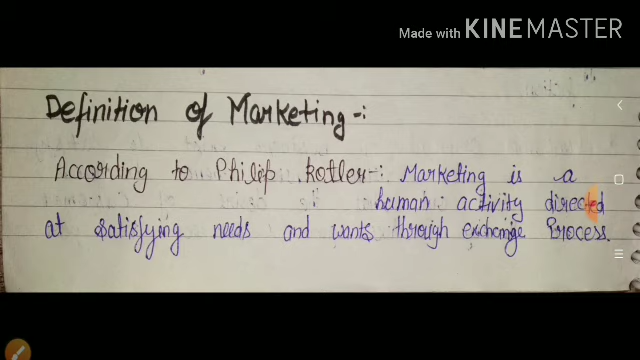 Made with KINEMASTER
Definition of Marketing-:
According to Philip Kotler-: Marketing is a
human activity directed
at satisfying needs and wants through exchange Process.